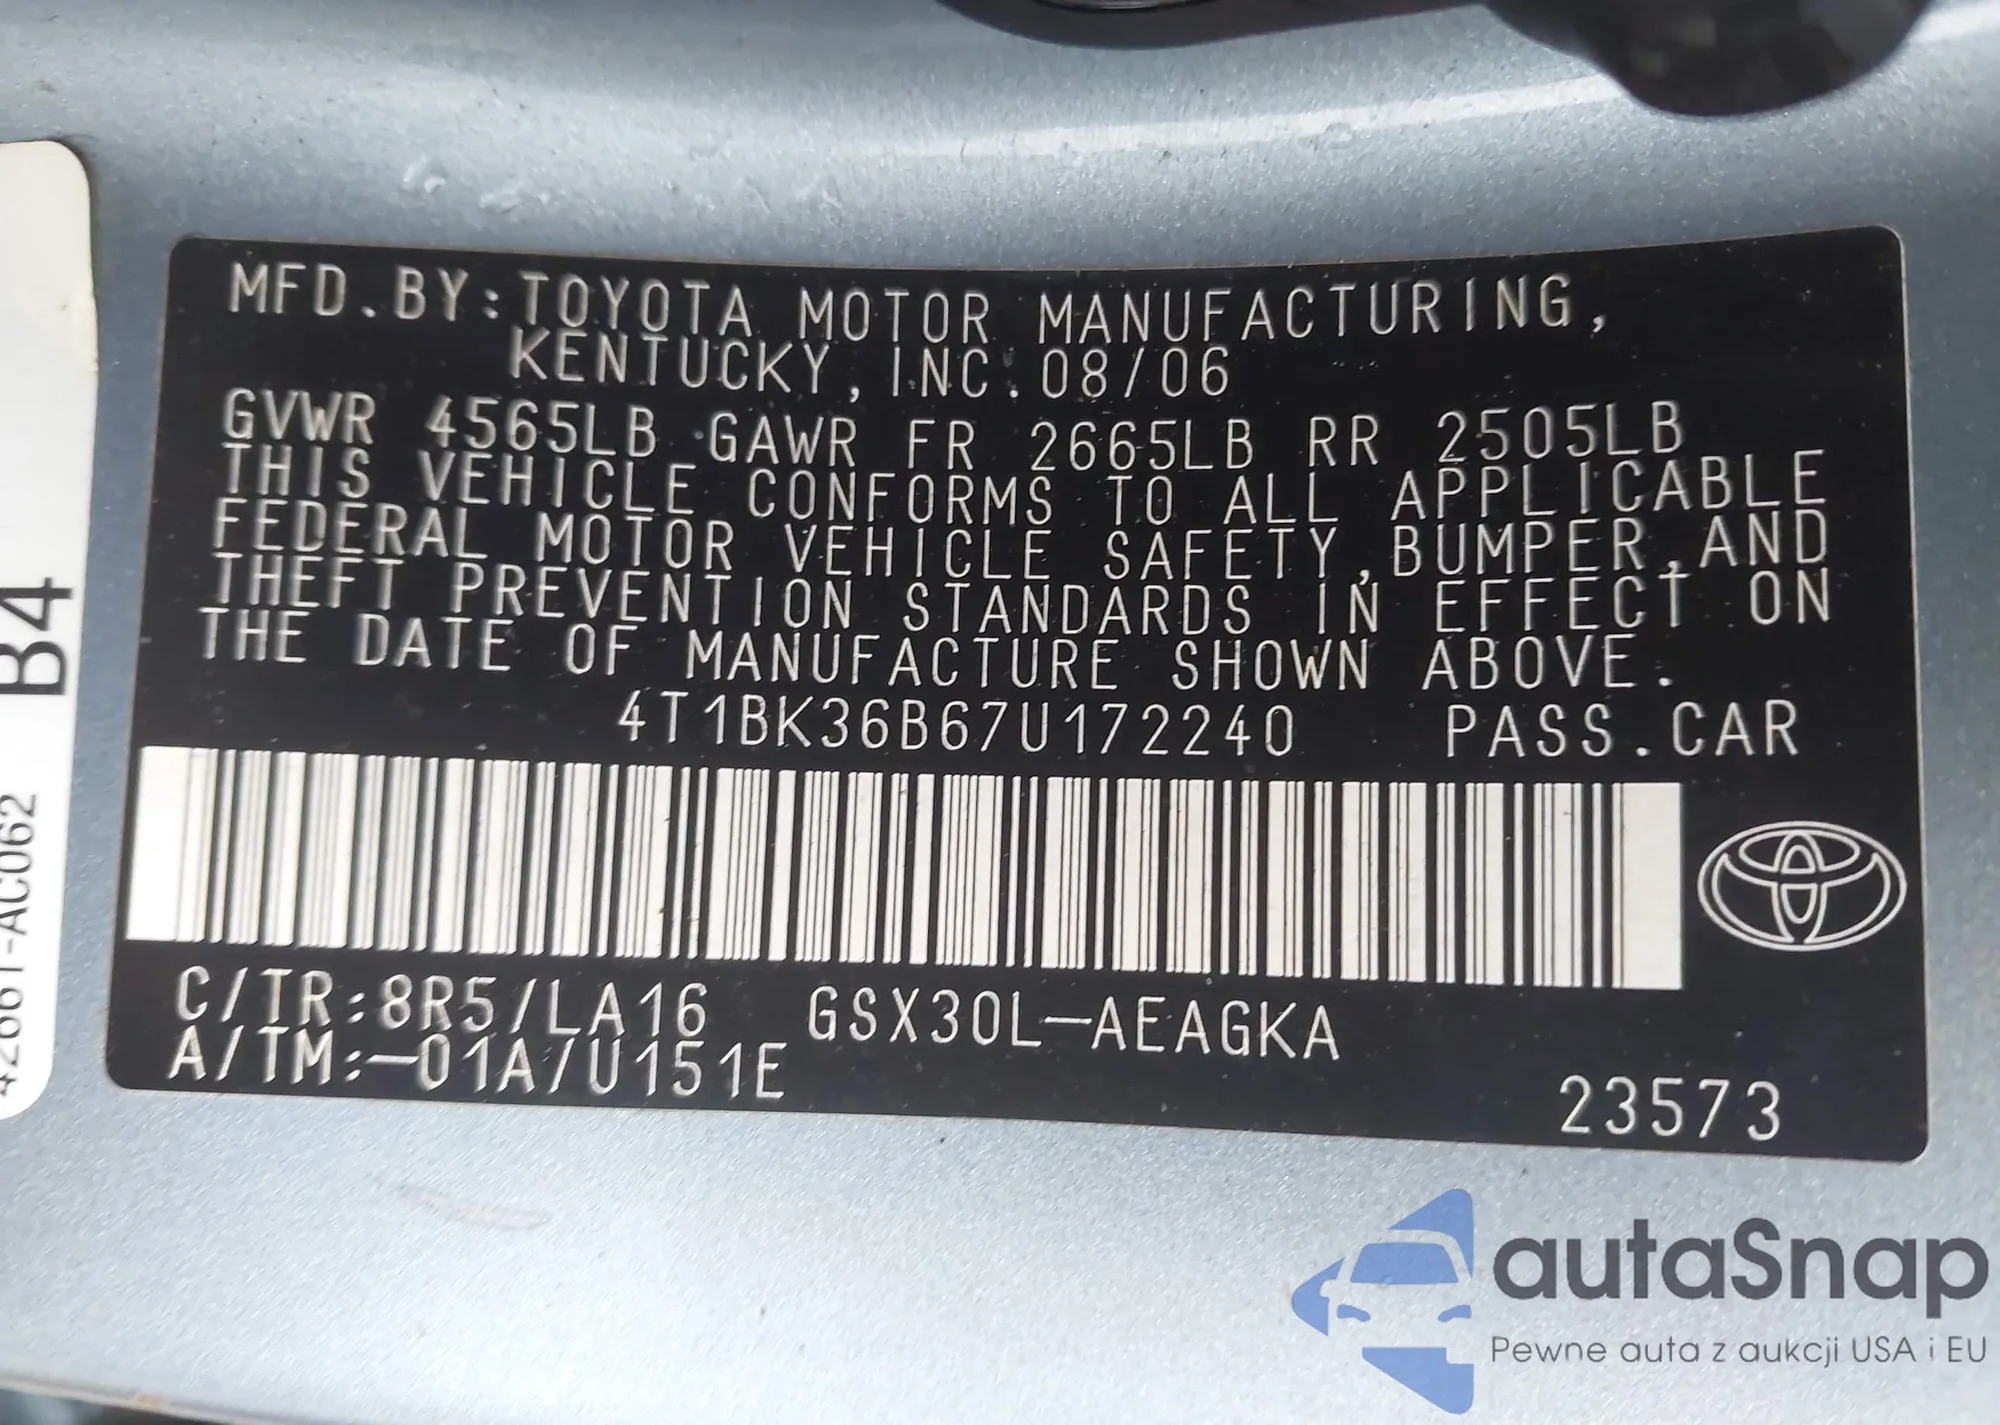 MFD.BY:TOYOTA MOTOR MANUFACTURING,
KENTUCKY, INC.08/06
GVWR 4565LB GAWR FR 2665LB RR 2505LB
THIS VEHICLE CONFORMS TO ALL APPLICABLE
FEDERAL MOTOR VEHICLE SAFETY,BUMPER,AND
THEFT PREVENTION STANDARDS IN EFFECT ON
THE DATE OF MANUFACTURE SHOWN ABOVE.
4T1BK36B67U172240 PASS.CAR
C/TR:8R5/LA16 GSX30L-AEAGKA
A/TM:-01A/U151E
23573
B4
42661-AC062
autaSnap
Pewne auta z aukcji USA i EU